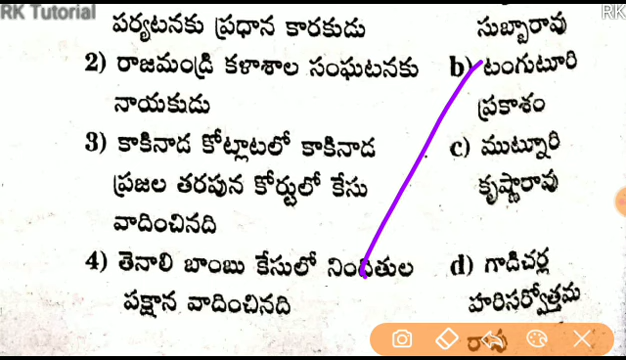 RK Tutorial
RK
పర్యటనకు ప్రధాన కారకుడు సుబ్బారావు
2) రాజమండ్రి కళాశాల సంఘటనకు b) టంగుటూరి
నాయకుడు ప్రకాశం
3) కాకినాడ కోట్లాటలో కాకినాడ c) ముట్నూరి
ప్రజల తరపున కోర్టులో కేసు కృష్ణారావు
వాదించినది
4) తెనాలి బాంబు కేసులో నిందితుల d) గాడిచర్ల
పక్షాన వాదించినది హరిసర్వోత్తమ
రావు